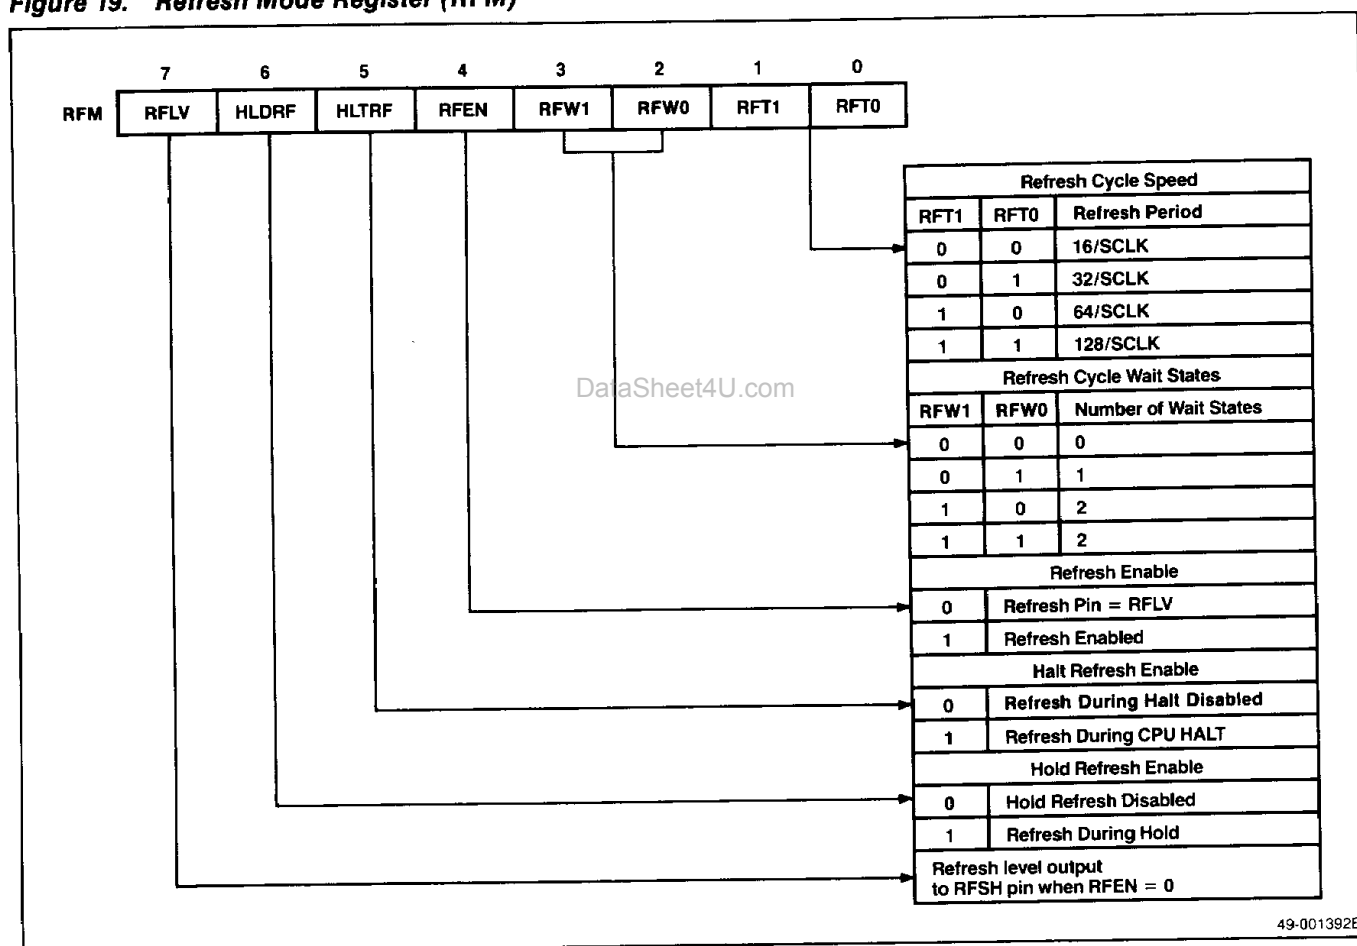 Figure 19. Refresh Mode Register (RFM)
7 6 5 4 3 2 1 0
RFM RFLV HLDRF HLTRF RFEN RFW1 RFW0 RFT1 RFT0
Refresh Cycle Speed
RFT1 RFT0 Refresh Period
0 0 16/SCLK
0 1 32/SCLK
1 0 64/SCLK
1 1 128/SCLK
Refresh Cycle Wait States
RFW1 RFW0 Number of Wait States
0 0 0
0 1 1
1 0 2
1 1 2
Refresh Enable
0 Refresh Pin = RFLV
1 Refresh Enabled
Halt Refresh Enable
0 Refresh During Halt Disabled
1 Refresh During CPU HALT
Hold Refresh Enable
0 Hold Refresh Disabled
1 Refresh During Hold
Refresh level output
to RFSH pin when RFEN = 0
DataSheet4U.com
49-001392B